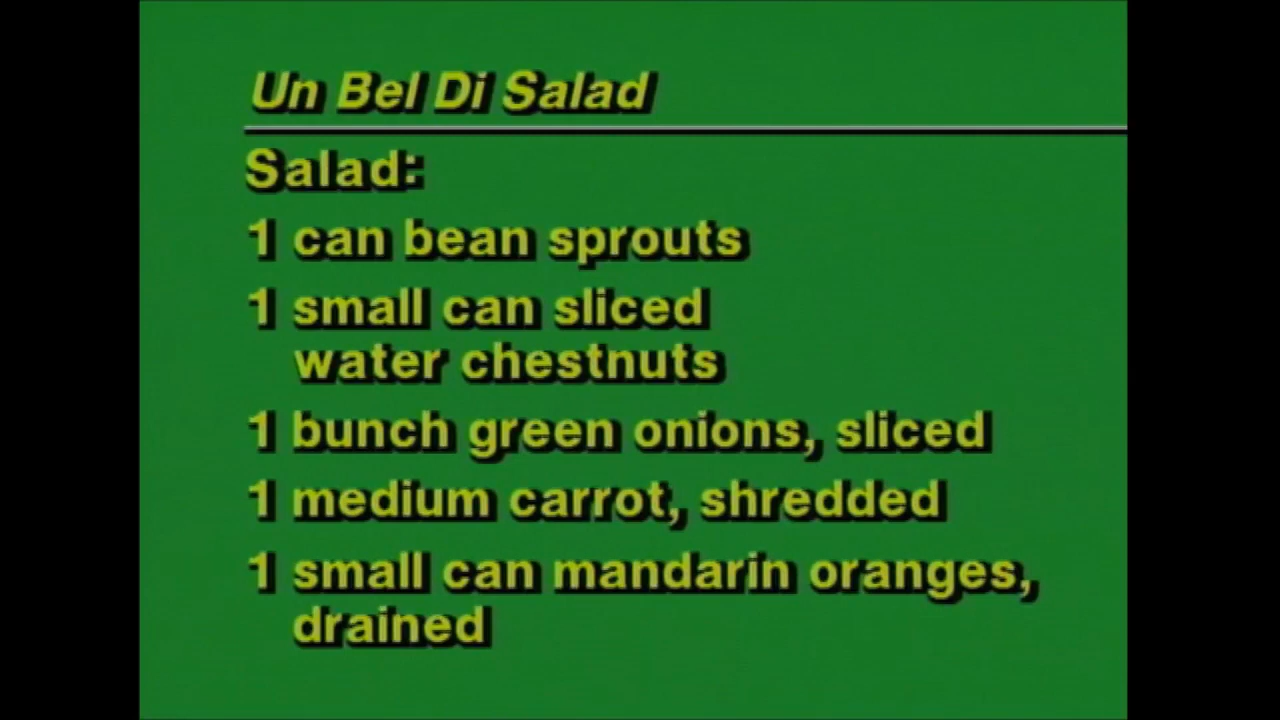 Un Bel Di Salad
Salad:
1 can bean sprouts
1 small can sliced
water chestnuts
1 bunch green onions, sliced
1 medium carrot, shredded
1 small can mandarin oranges,
drained